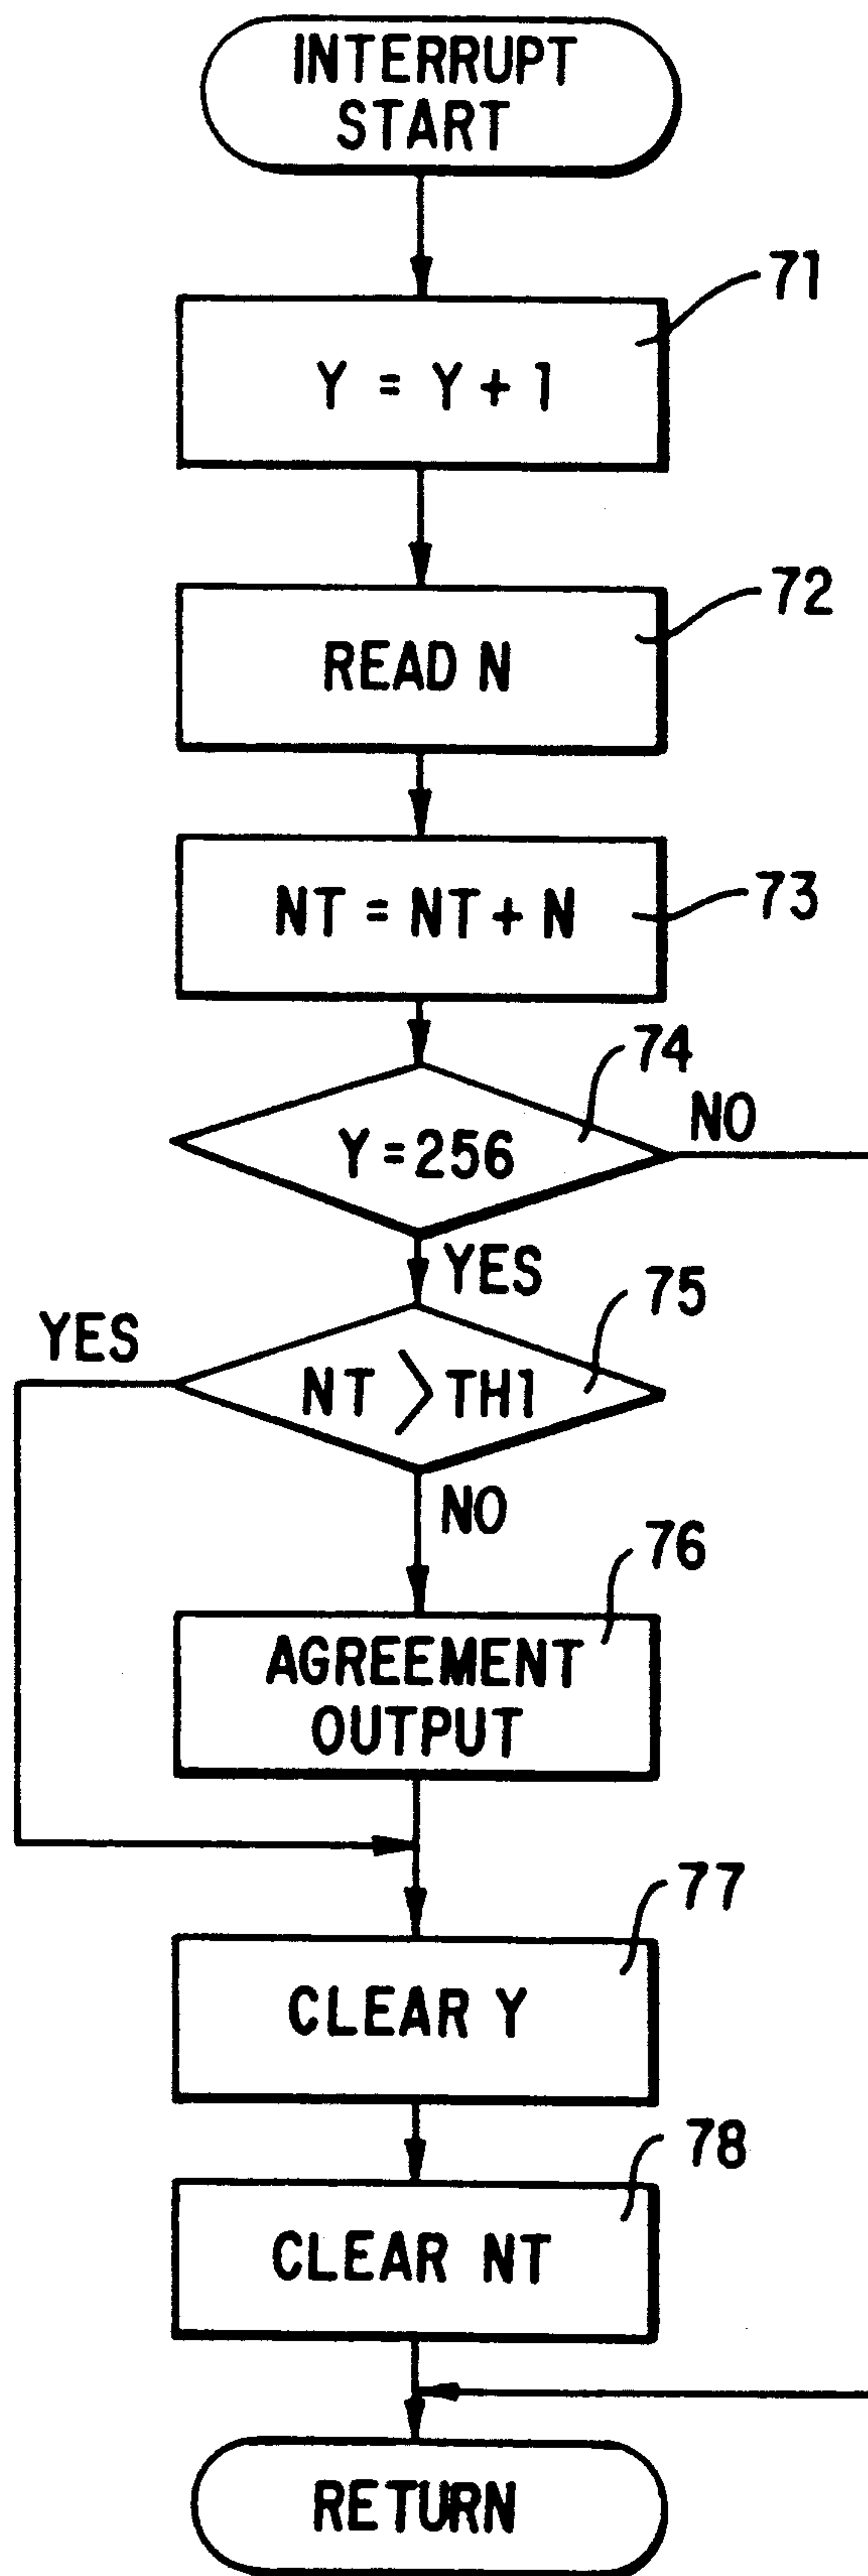 INTERRUPT
START
71
Y = Y + 1
72
READ N
73
NT = NT + N
74
NO
Y = 256
YES
75
YES
NT > TH1
NO
76
AGREEMENT
OUTPUT
77
CLEAR Y
78
CLEAR NT
RETURN